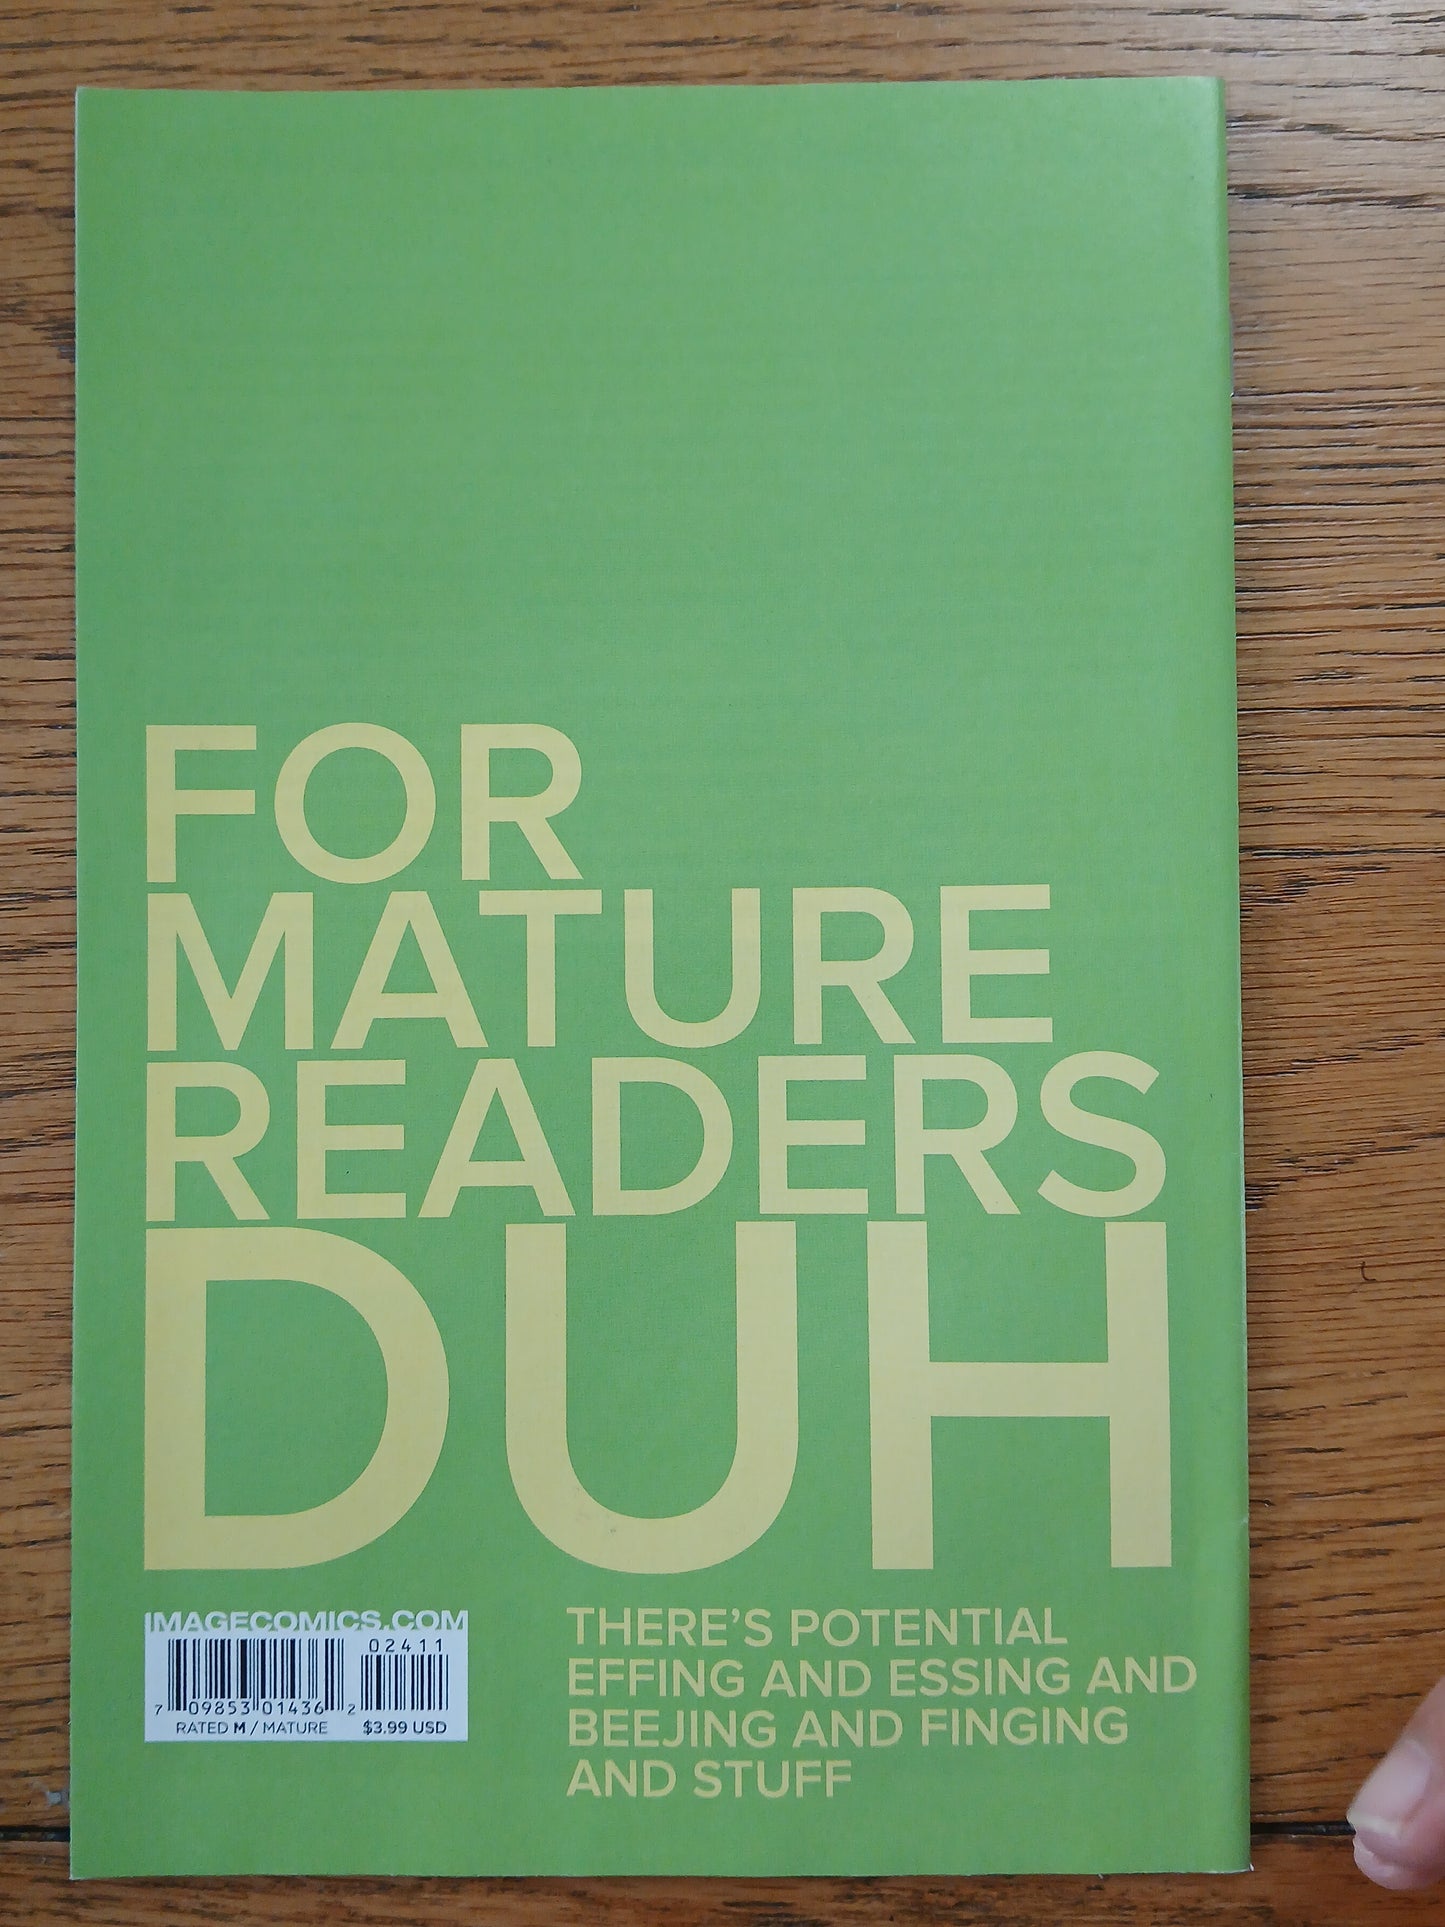 FOR
MATURE
READERS
DUH
IMAGECOMICS.COM
02411
7 09853 01436 2
RATED M / MATURE $3.99 USD
THERE'S POTENTIAL
EFFING AND ESSING AND
BEEJING AND FINGING
AND STUFF